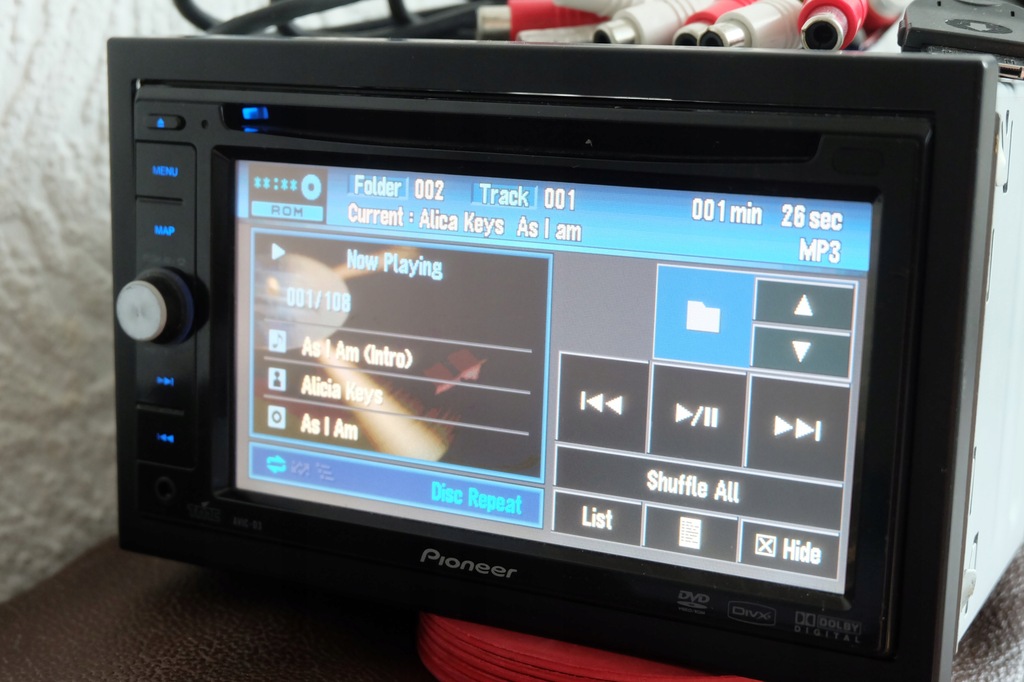 MENU
MAP
**:**
ROM
Folder 002 Track 001
Current : Alica Keys As I am
001 min 26 sec
MP3
Now Playing
001/108
As I Am (Intro)
Alicia Keys
As I Am
Disc Repeat
Shuffle All
List
Hide
Pioneer
DVD
DivX
DOLBY
DIGITAL